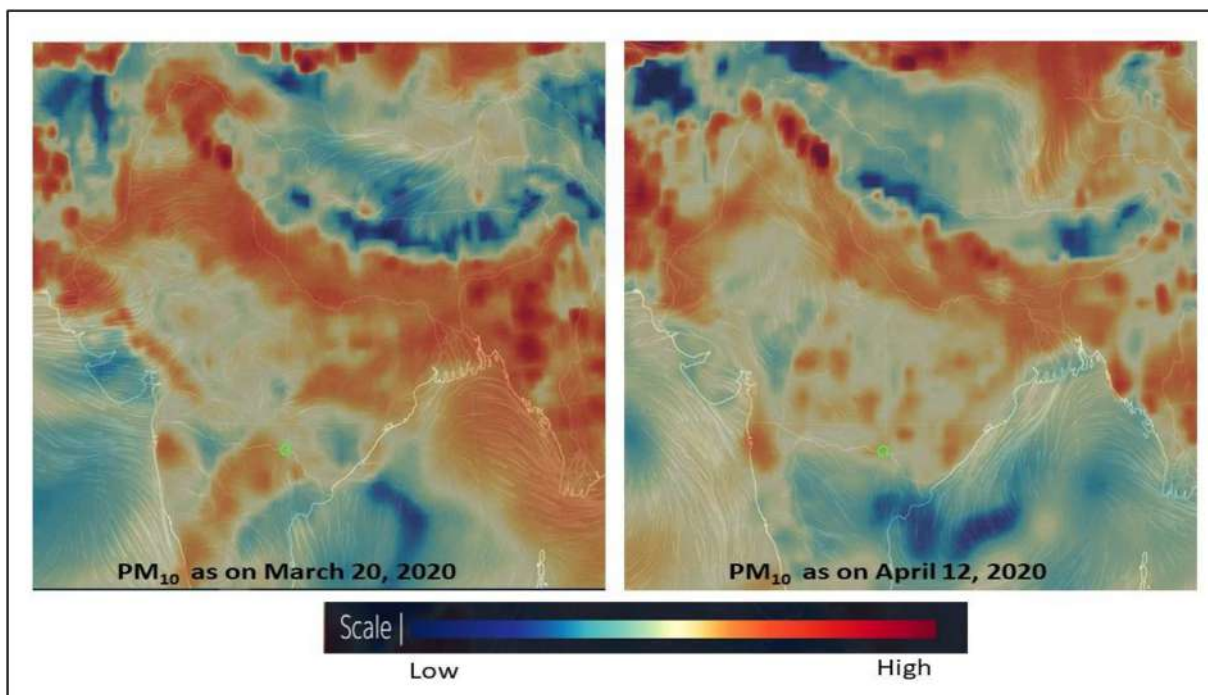 PM₁₀ as on March 20, 2020
PM₁₀ as on April 12, 2020
Scale |
Low
High